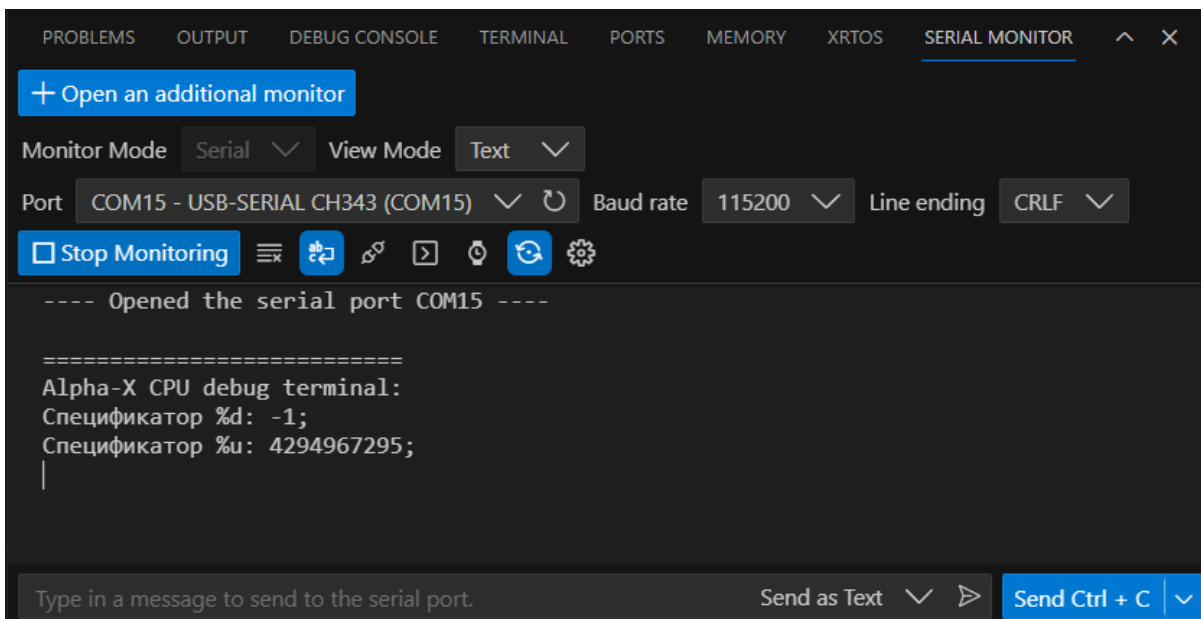 PROBLEMS OUTPUT DEBUG CONSOLE TERMINAL PORTS MEMORY XRTOS SERIAL MONITOR
Open an additional monitor
Monitor Mode Serial View Mode Text
Port COM15 - USB-SERIAL CH343 (COM15) Baud rate 115200 Line ending CRLF
Stop Monitoring
---- Opened the serial port COM15 ----
===========================
Alpha-X CPU debug terminal:
Спецификатор %d: -1;
Спецификатор %u: 4294967295;
Type in a message to send to the serial port. Send as Text Send Ctrl + C